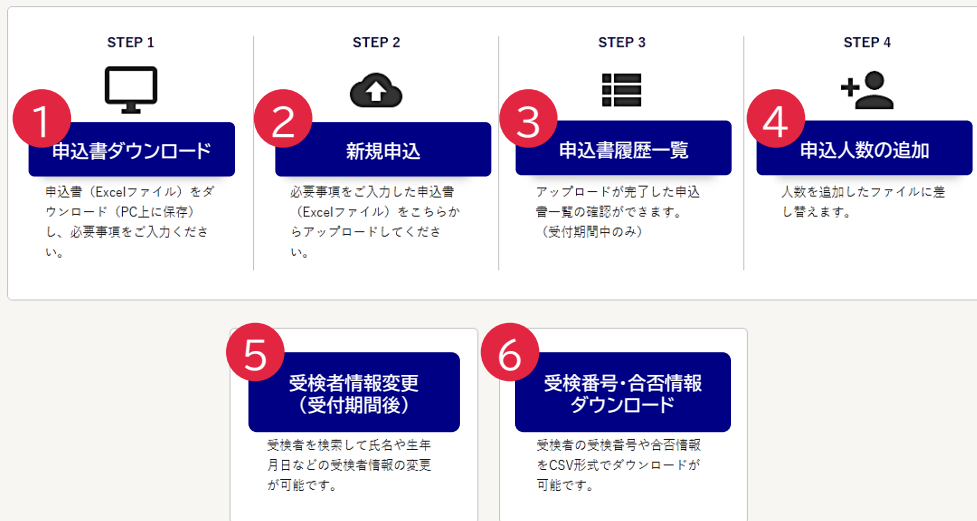 STEP 1
1
申込書ダウンロード
申込書（Excelファイル）をダ
ウンロード（PC上に保存）
し、必要事項をご入力くださ
い。
STEP 2
2
新規申込
必要事項をご入力した申込書
（Excelファイル）をこちらか
らアップロードしてくださ
い。
STEP 3
3
申込書履歴一覧
アップロードが完了した申込
書一覧の確認ができます。
（受付期間中のみ）
STEP 4
4
申込人数の追加
人数を追加したファイルに差
し替えます。
5
受検者情報変更
（受付期間後）
受検者を検索して氏名や生年
月日などの受検者情報の変更
が可能です。
6
受検番号・合否情報
ダウンロード
受検者の受検番号や合否情報
をCSV形式でダウンロードが
可能です。